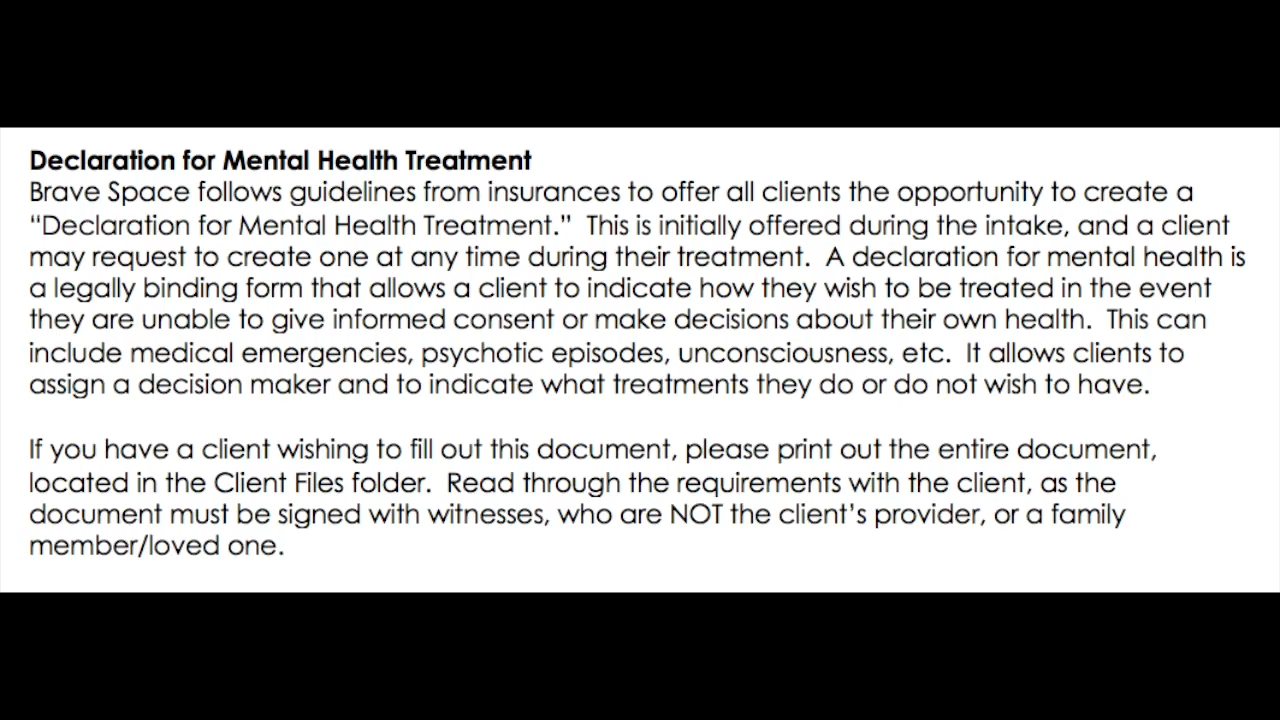 Declaration for Mental Health Treatment
Brave Space follows guidelines from insurances to offer all clients the opportunity to create a
“Declaration for Mental Health Treatment.”  This is initially offered during the intake, and a client
may request to create one at any time during their treatment.  A declaration for mental health is
a legally binding form that allows a client to indicate how they wish to be treated in the event
they are unable to give informed consent or make decisions about their own health.  This can
include medical emergencies, psychotic episodes, unconsciousness, etc.  It allows clients to
assign a decision maker and to indicate what treatments they do or do not wish to have.
If you have a client wishing to fill out this document, please print out the entire document,
located in the Client Files folder.  Read through the requirements with the client, as the
document must be signed with witnesses, who are NOT the client’s provider, or a family
member/loved one.